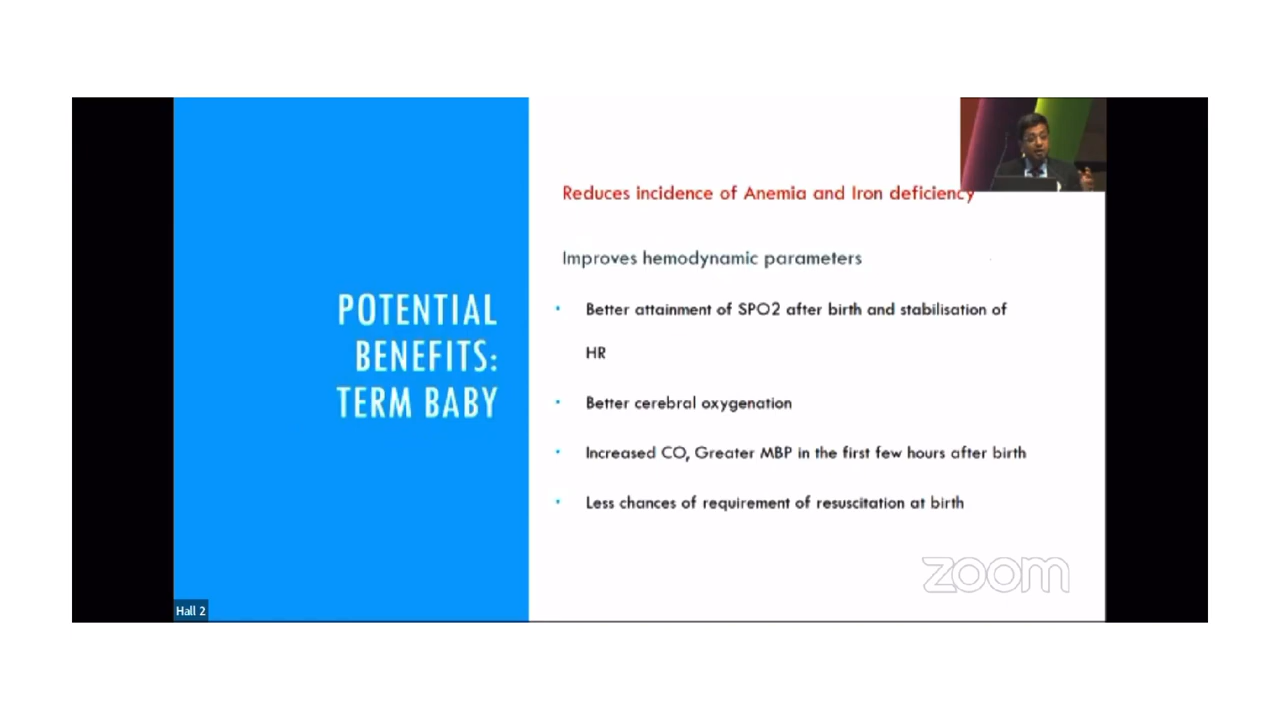 Reduces incidence of Anemia and Iron deficiency
Improves hemodynamic parameters
POTENTIAL
BENEFITS:
TERM BABY
• Better attainment of SPO2 after birth and stabilisation of
HR
• Better cerebral oxygenation
• Increased CO, Greater MBP in the first few hours after birth
• Less chances of requirement of resuscitation at birth
zoom
Hall 2